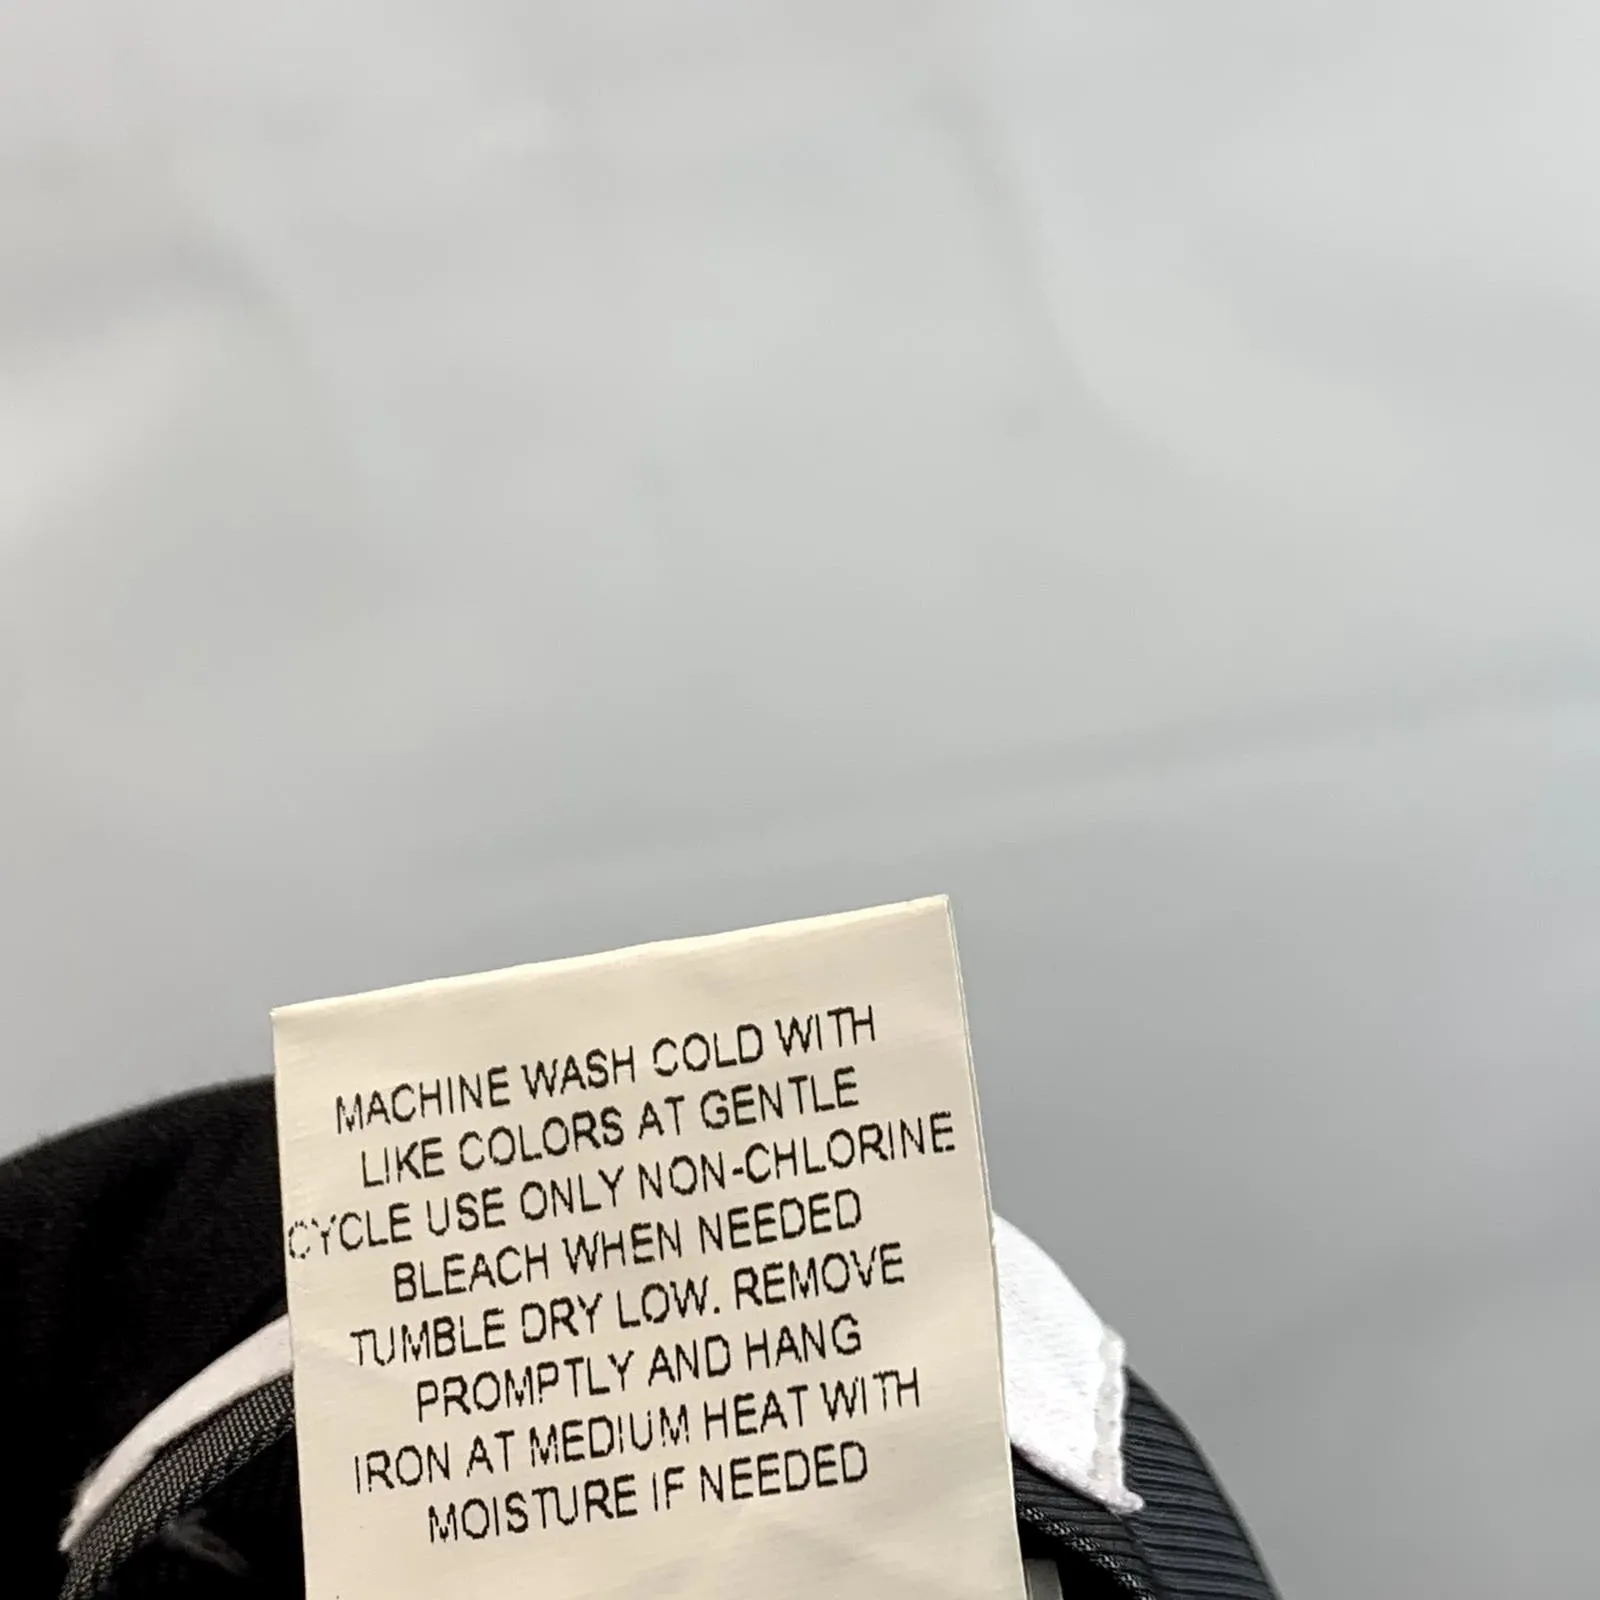 MACHINE WASH COLD WITH
LIKE COLORS AT GENTLE
CYCLE USE ONLY NON-CHLORINE
BLEACH WHEN NEEDED
TUMBLE DRY LOW. REMOVE
PROMPTLY AND HANG
IRON AT MEDIUM HEAT WITH
MOISTURE IF NEEDED